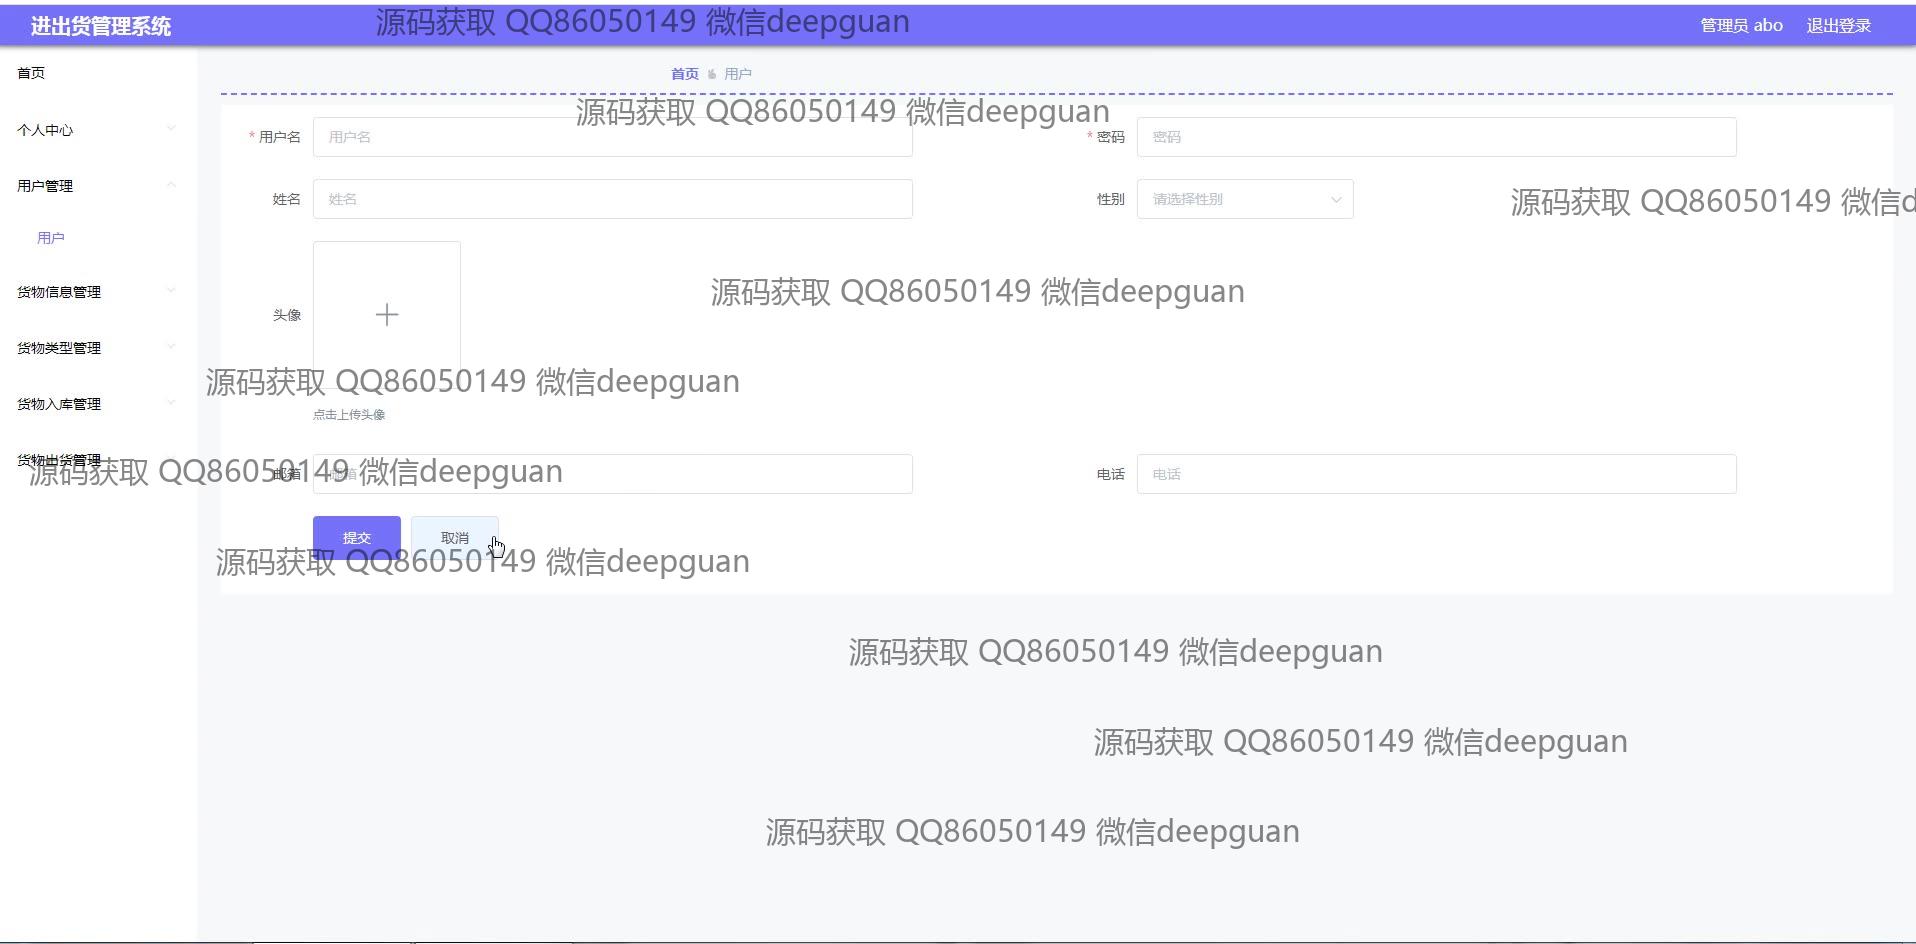 进出货管理系统
源码获取 QQ86050149 微信deepguan
管理员 abo
退出登录
首页
个人中心
用户管理
用户
货物信息管理
货物类型管理
货物入库管理
货物出货管理
首页 用户
源码获取 QQ86050149 微信deepguan
* 用户名 用户名
* 密码 密码
姓名 姓名
性别 请选择性别
源码获取 QQ86050149 微信d
源码获取 QQ86050149 微信deepguan
头像
源码获取 QQ86050149 微信deepguan
点击上传头像
源码获取 QQ86050149 微信deepguan
邮箱 邮箱
电话 电话
提交 取消
源码获取 QQ86050149 微信deepguan
源码获取 QQ86050149 微信deepguan
源码获取 QQ86050149 微信deepguan
源码获取 QQ86050149 微信deepguan